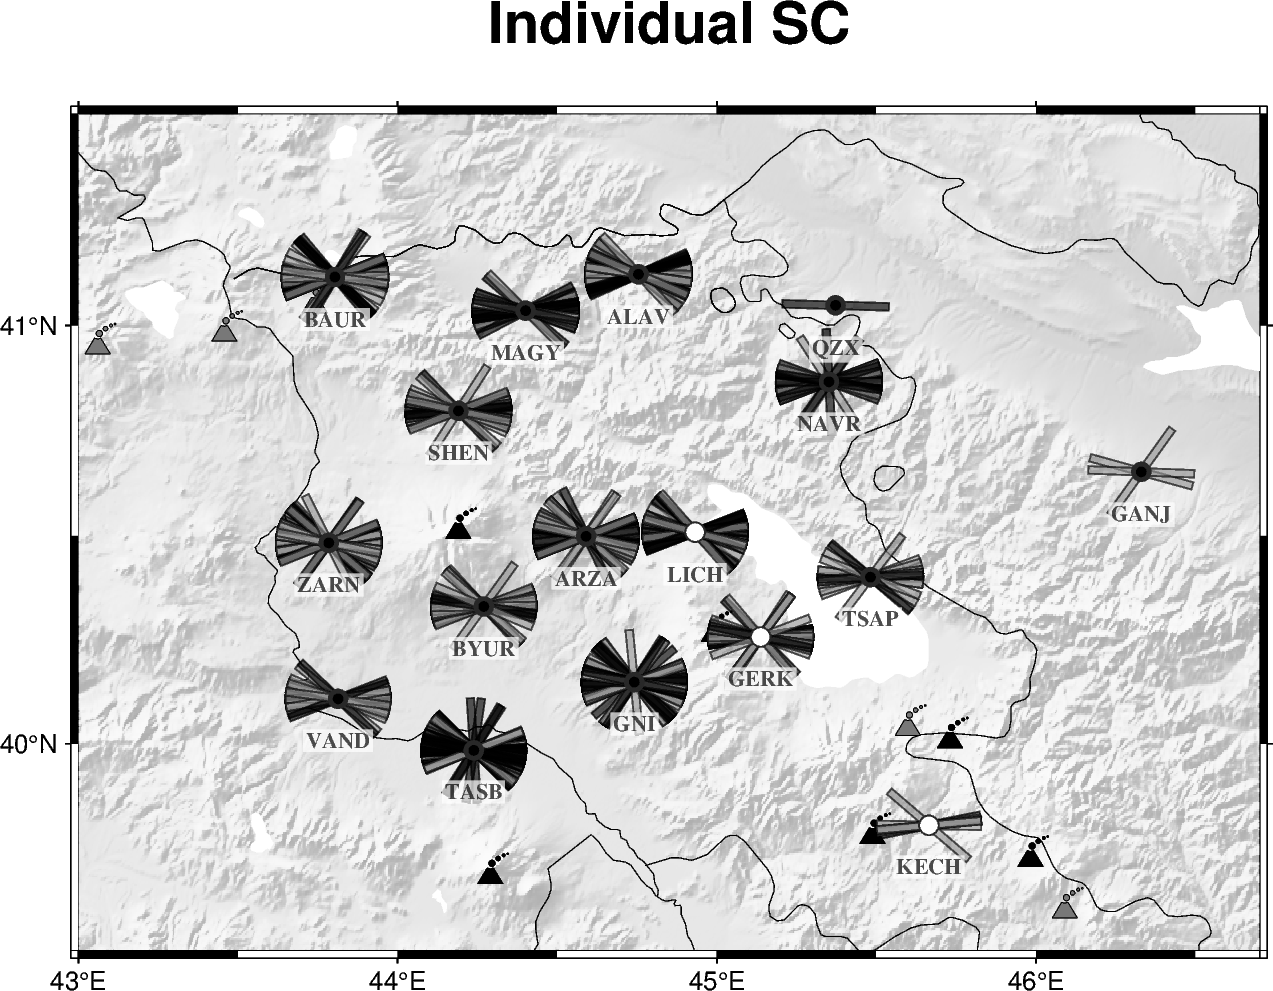 Individual SC
BAUR
ALAV
MAGY
QZX
NAVR
SHEN
GANJ
ZARN
ARZA
LICH
TSAP
BYUR
GERK
GNI
VAND
TASB
KECH
41°N
40°N
43°E
44°E
45°E
46°E